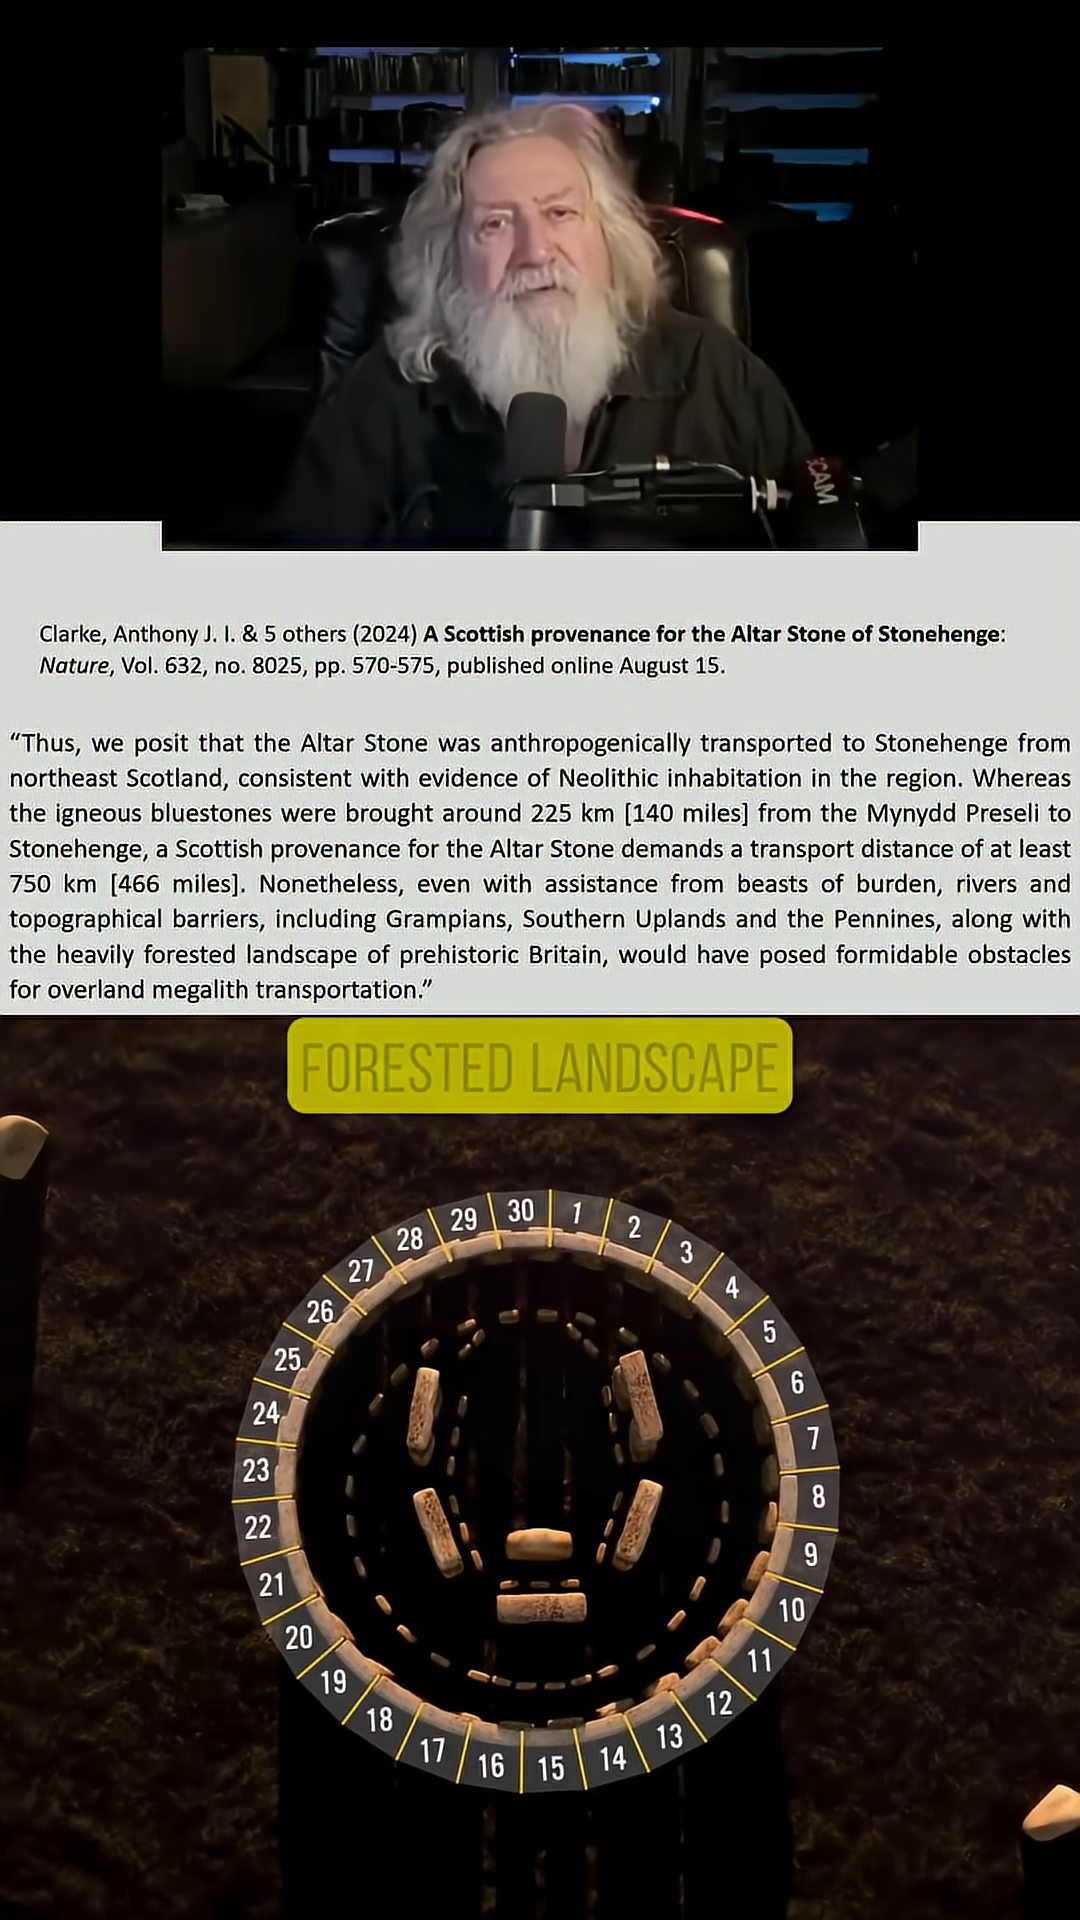 SCAM
Clarke, Anthony J. I. & 5 others (2024) A Scottish provenance for the Altar Stone of Stonehenge:
Nature, Vol. 632, no. 8025, pp. 570-575, published online August 15.
“Thus, we posit that the Altar Stone was anthropogenically transported to Stonehenge from
northeast Scotland, consistent with evidence of Neolithic inhabitation in the region. Whereas
the igneous bluestones were brought around 225 km [140 miles] from the Mynydd Preseli to
Stonehenge, a Scottish provenance for the Altar Stone demands a transport distance of at least
750 km [466 miles]. Nonetheless, even with assistance from beasts of burden, rivers and
topographical barriers, including Grampians, Southern Uplands and the Pennines, along with
the heavily forested landscape of prehistoric Britain, would have posed formidable obstacles
for overland megalith transportation.”
FORESTED LANDSCAPE
1
2
3
4
5
6
7
8
9
10
11
12
13
14
15
16
17
18
19
20
21
22
23
24
25
26
27
28
29
30